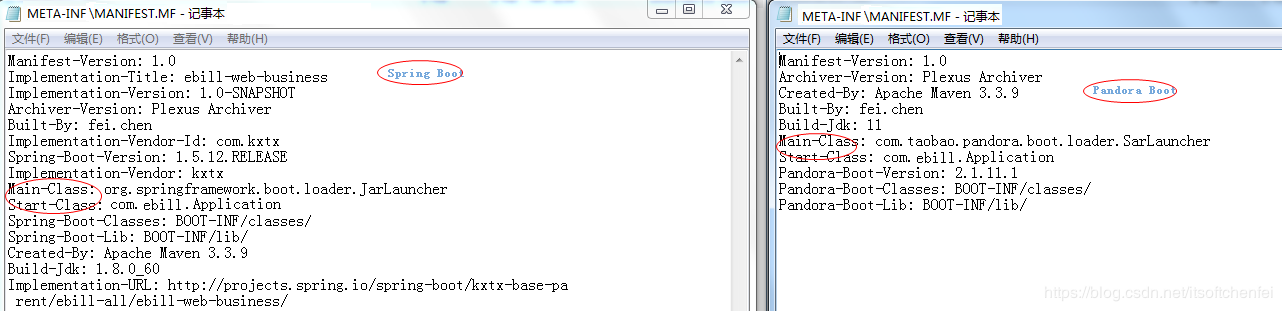 META-INF\MANIFEST.MF - 记事本
文件(F) 编辑(E) 格式(O) 查看(V) 帮助(H)
Manifest-Version: 1.0
Implementation-Title: ebill-web-business
Spring Boot
Implementation-Version: 1.0-SNAPSHOT
Archiver-Version: Plexus Archiver
Built-By: fei.chen
Implementation-Vendor-Id: com.kxtx
Spring-Boot-Version: 1.5.12.RELEASE
Implementation-Vendor: kxtx
Main-Class: org.springframework.boot.loader.JarLauncher
Start-Class: com.ebill.Application
Spring-Boot-Classes: BOOT-INF/classes/
Spring-Boot-Lib: BOOT-INF/lib/
Created-By: Apache Maven 3.3.9
Build-Jdk: 1.8.0_60
Implementation-URL: http://projects.spring.io/spring-boot/kxtx-base-pa
rent/ebill-all/ebill-web-business/
META-INF\MANIFEST.MF - 记事本
文件(F) 编辑(E) 格式(O) 查看(V) 帮助(H)
Manifest-Version: 1.0
Archiver-Version: Plexus Archiver
Created-By: Apache Maven 3.3.9
Pandora Boot
Built-By: fei.chen
Build-Jdk: 11
Main-Class: com.taobao.pandora.boot.loader.SarLauncher
Start-Class: com.ebill.Application
Pandora-Boot-Version: 2.1.11.1
Pandora-Boot-Classes: BOOT-INF/classes/
Pandora-Boot-Lib: BOOT-INF/lib/
https://blog.csdn.net/itsoftchenfei